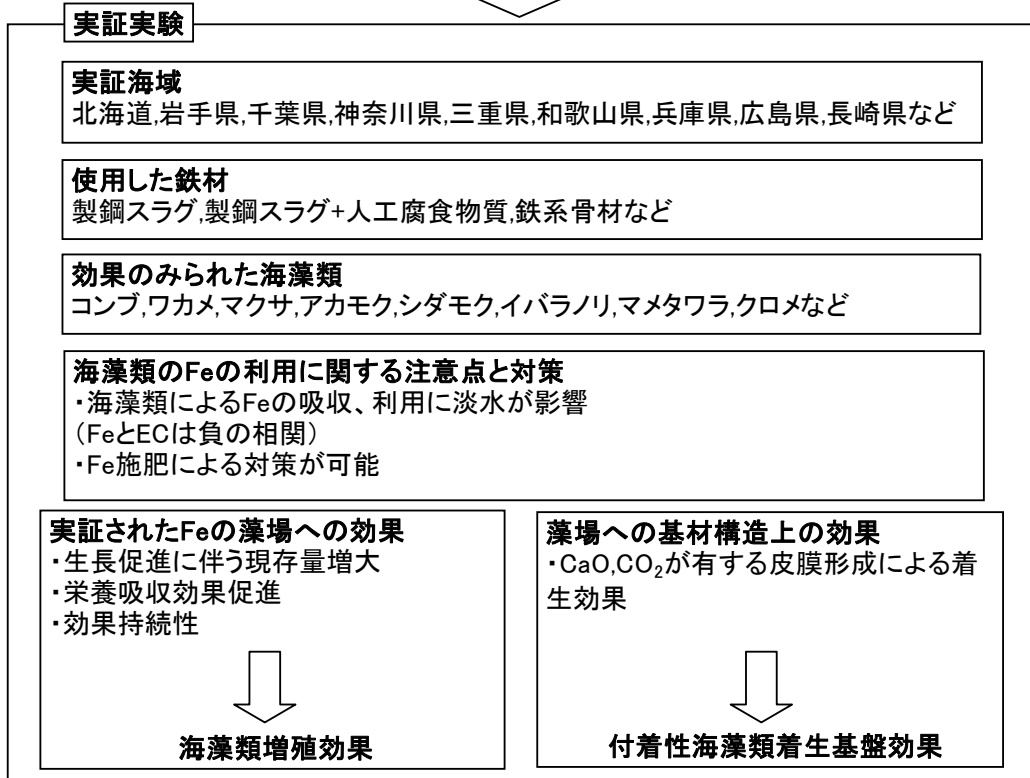 実証実験
実証海域
北海道,岩手県,千葉県,神奈川県,三重県,和歌山県,兵庫県,広島県,長崎県など
使用した鉄材
製鋼スラグ,製鋼スラグ+人工腐食物質,鉄系骨材など
効果のみられた海藻類
コンブ,ワカメ,マクサ,アカモク,シダモク,イバラノリ,マメタワラ,クロメなど
海藻類のFeの利用に関する注意点と対策
・海藻類によるFeの吸収、利用に淡水が影響
(FeとECは負の相関)
・Fe施肥による対策が可能
実証されたFeの藻場への効果
・生長促進に伴う現存量増大
・栄養吸収効果促進
・効果持続性
海藻類増殖効果
藻場への基材構造上の効果
・CaO,CO₂が有する皮膜形成による着
生効果
付着性海藻類着生基盤効果